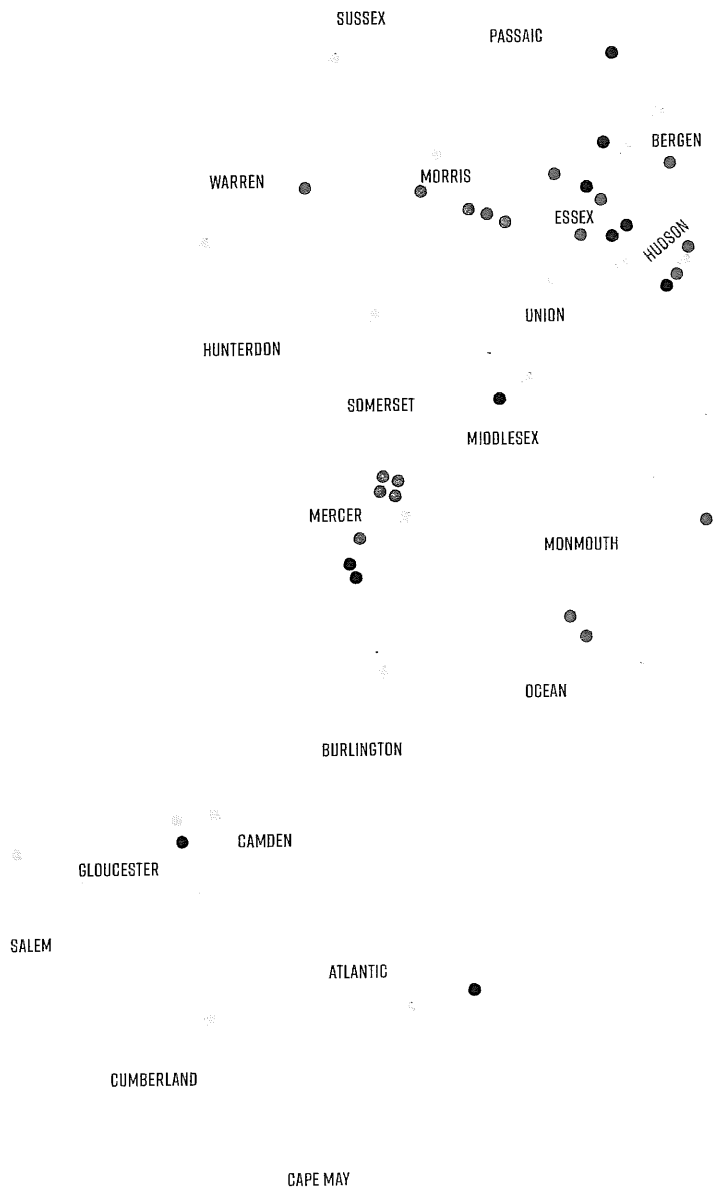 SUSSEX
PASSAIC
BERGEN
WARREN
MORRIS
ESSEX
HUDSON
UNION
HUNTERDON
SOMERSET
MIDDLESEX
MERCER
MONMOUTH
OCEAN
BURLINGTON
CAMDEN
GLOUCESTER
SALEM
ATLANTIC
CUMBERLAND
CAPE MAY